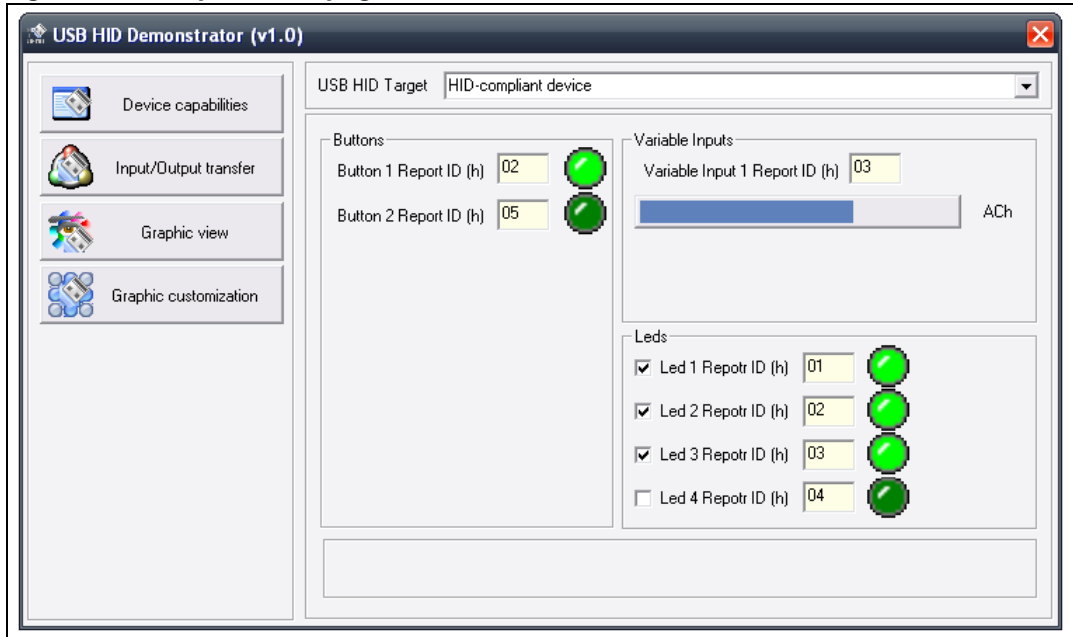 USB HID Demonstrator (v1.0)
Device capabilities
Input/Output transfer
Graphic view
Graphic customization
USB HID Target HID-compliant device
Buttons
Button 1 Report ID (h) 02
Button 2 Report ID (h) 05
Variable Inputs
Variable Input 1 Report ID (h) 03
ACh
Leds
Led 1 Repotr ID (h) 01
Led 2 Repotr ID (h) 02
Led 3 Repotr ID (h) 03
Led 4 Repotr ID (h) 04